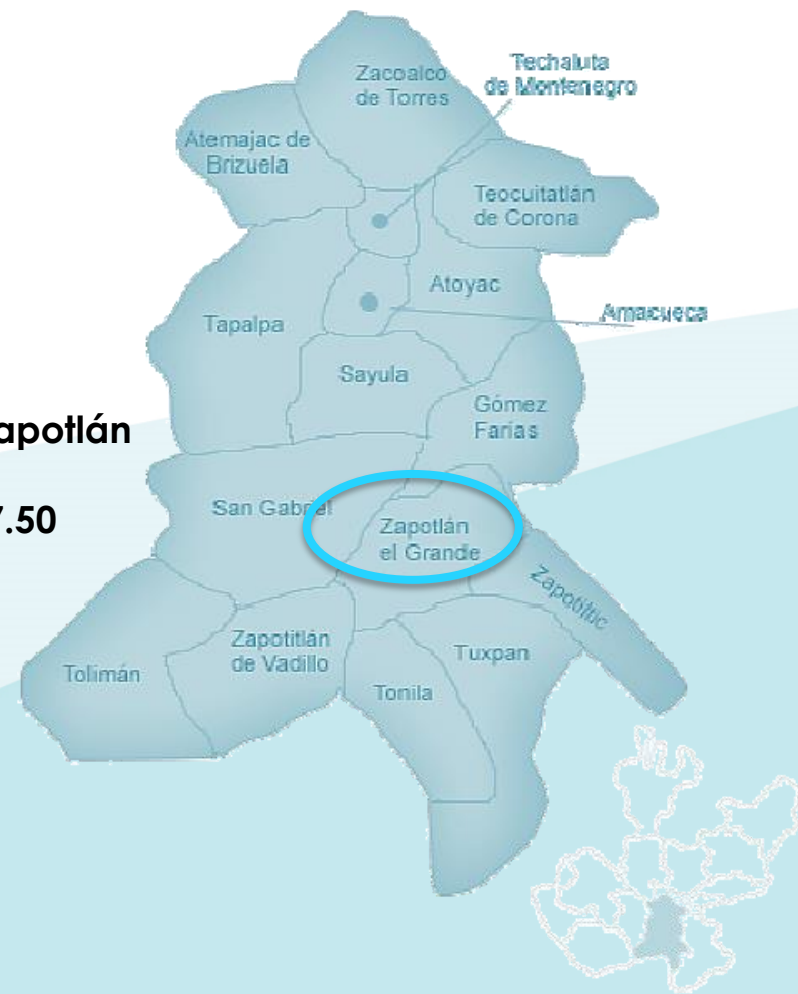 Zacoalco
de Torres
Techaluta
de Montenegro
Atemajac de
Brizuela
Teocuitatlán
de Corona
Atoyac
Amacueca
Tapalpa
Sayula
Gómez
Farías
apotlán
7.50
San Gabriel
Zapotlán
el Grande
Zapotiltic
Zapotitlán
de Vadillo
Tuxpan
Tolimán
Tonila